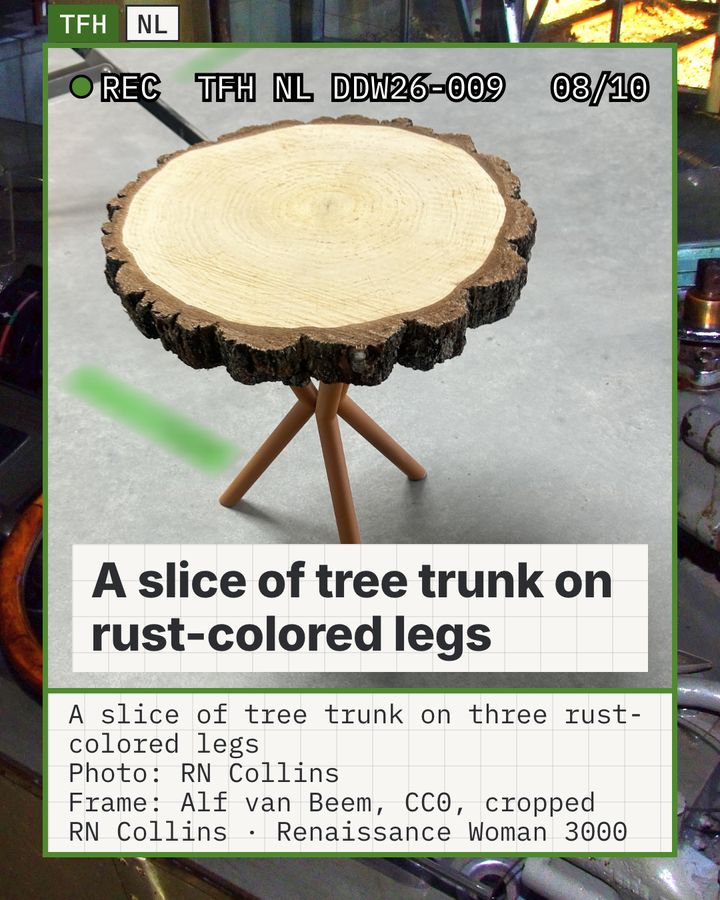 TFH NL
REC TFH NL DDW26-009 08/10
A slice of tree trunk on
rust-colored legs
A slice of tree trunk on three rust-
colored legs
Photo: RN Collins
Frame: Alf van Beem, CC0, cropped
RN Collins · Renaissance Woman 3000